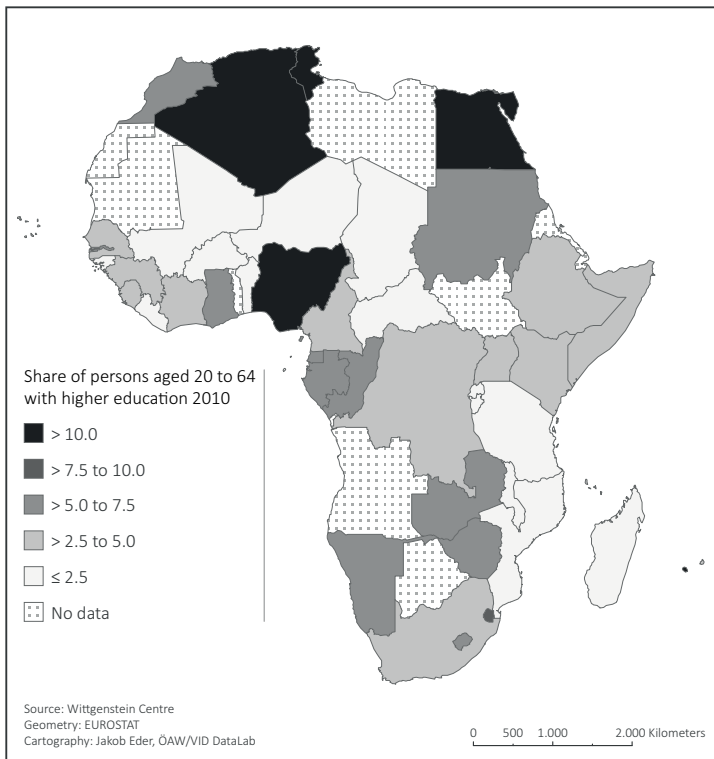 Share of persons aged 20 to 64
with higher education 2010
> 10.0
> 7.5 to 10.0
> 5.0 to 7.5
> 2.5 to 5.0
≤ 2.5
No data
Source: Wittgenstein Centre
Geometry: EUROSTAT
Cartography: Jakob Eder, ÖAW/VID DataLab
0 500 1.000 2.000 Kilometers